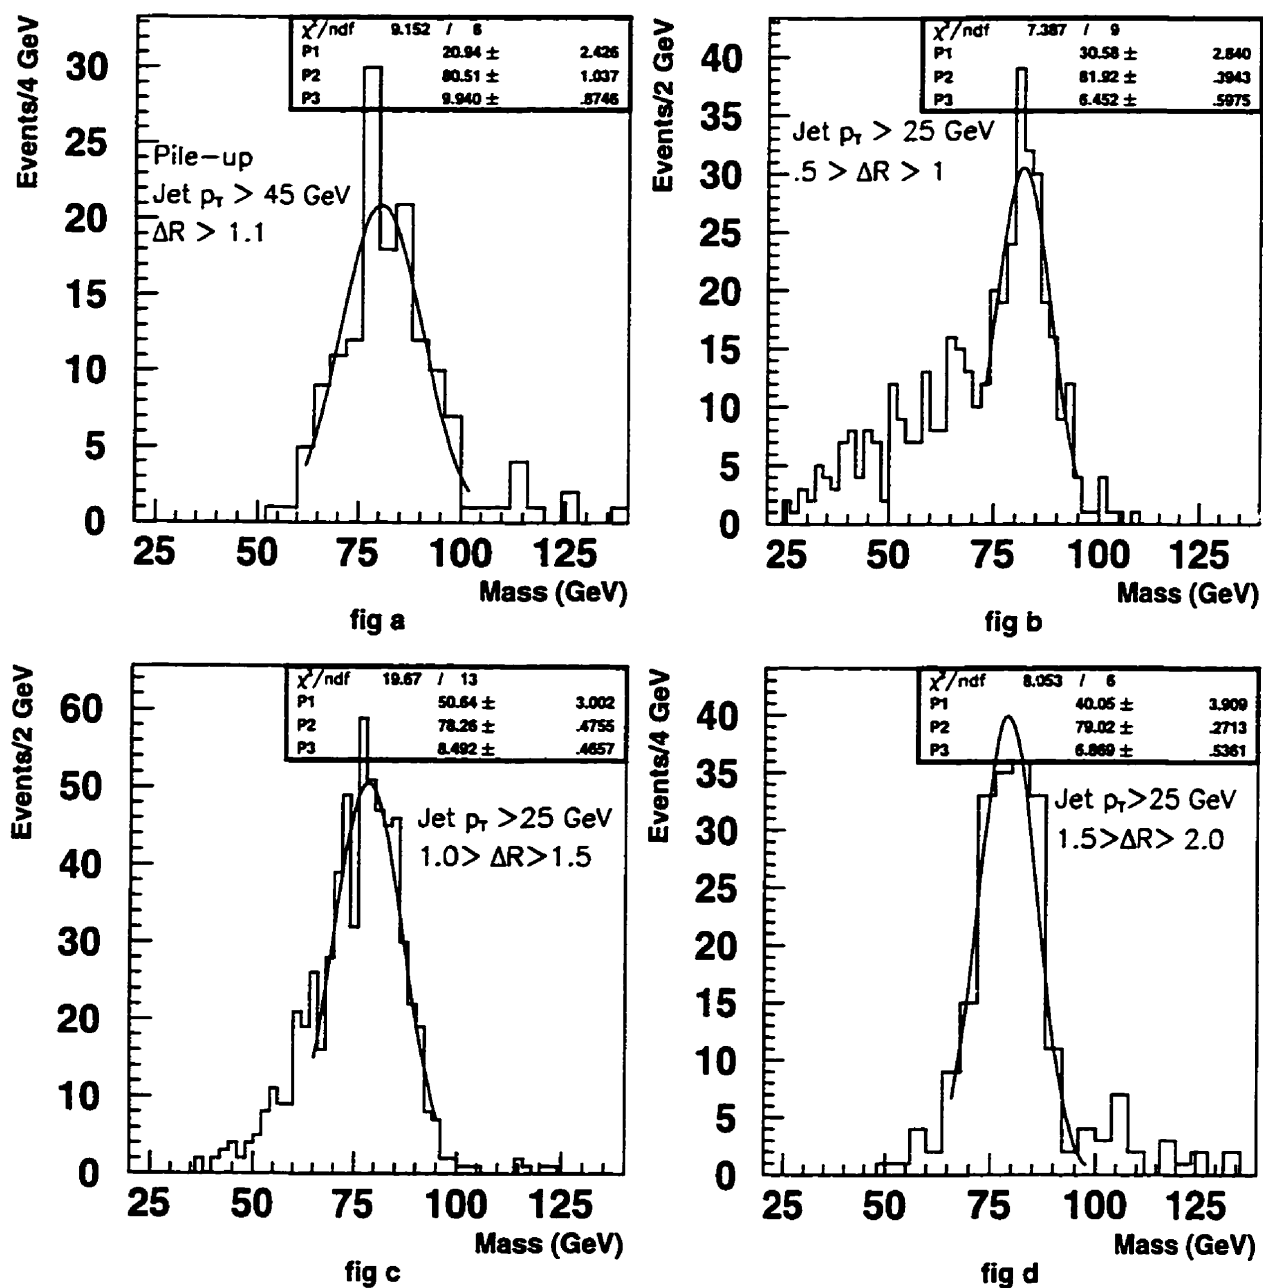 Events/4 GeV
χ²/ndf 9.152 / 6
P1 20.94 ± 2.426
P2 80.51 ± 1.037
P3 9.940 ± .8746
Pile-up
Jet p_T > 45 GeV
ΔR > 1.1
30
25
20
15
10
5
0
25 50 75 100 125
Mass (GeV)
fig a
Events/2 GeV
χ²/ndf 7.387 / 9
P1 30.58 ± 2.840
P2 81.92 ± .3943
P3 6.452 ± .5975
Jet p_T > 25 GeV
.5 > ΔR > 1
40
35
30
25
20
15
10
5
0
25 50 75 100 125
Mass (GeV)
fig b
Events/2 GeV
χ²/ndf 19.67 / 13
P1 50.64 ± 3.002
P2 78.26 ± .4755
P3 8.492 ± .4657
Jet p_T >25 GeV
1.0> ΔR>1.5
60
50
40
30
20
10
0
25 50 75 100 125
Mass (GeV)
fig c
Events/4 GeV
χ²/ndf 8.053 / 6
P1 40.05 ± 3.909
P2 79.02 ± .2713
P3 6.869 ± .5361
Jet p_T>25 GeV
1.5>ΔR> 2.0
40
35
30
25
20
15
10
5
0
25 50 75 100 125
Mass (GeV)
fig d